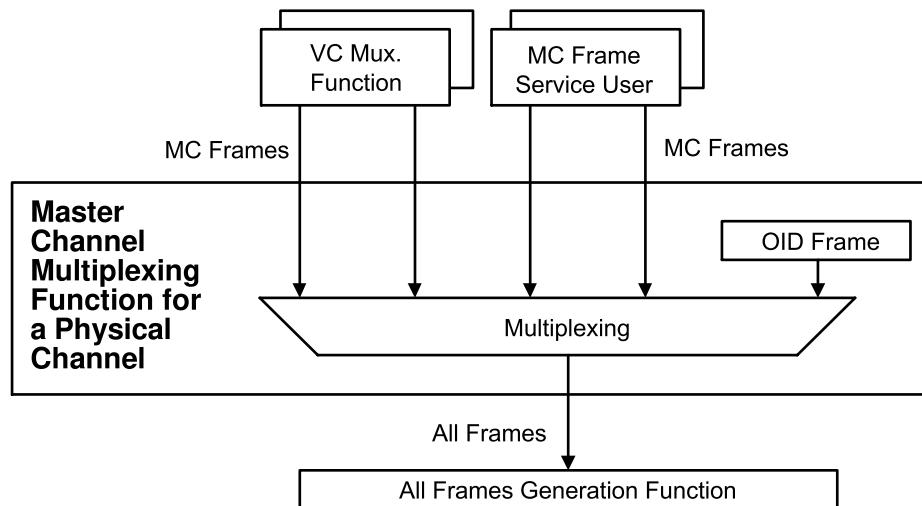 VC Mux.
Function
MC Frame
Service User
MC Frames
MC Frames
Master
Channel
Multiplexing
Function for
a Physical
Channel
OID Frame
Multiplexing
All Frames
All Frames Generation Function